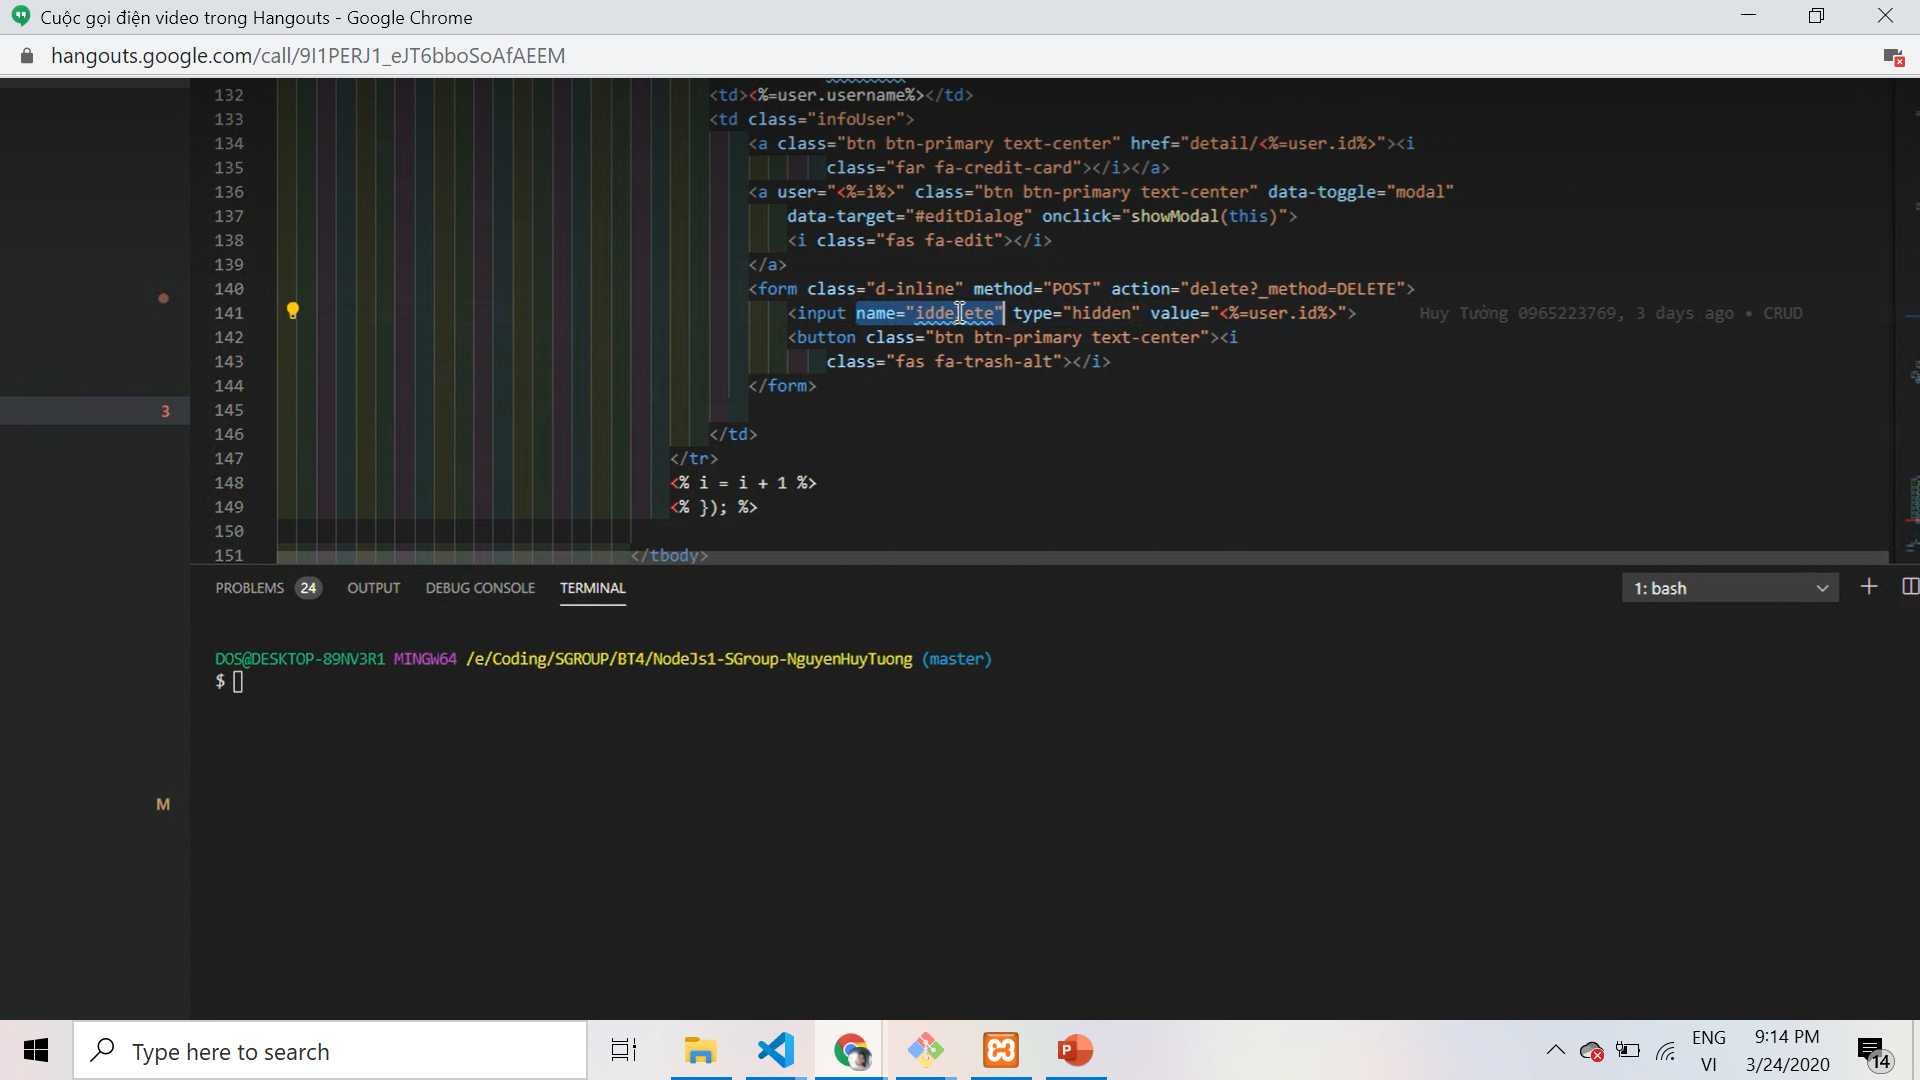 Cuộc gọi điện video trong Hangouts - Google Chrome
hangouts.google.com/call/9I1PERJ1_eJT6bboSoAfAEEM
132 <td><%=user.username%></td>
133 <td class="infoUser">
134 <a class="btn btn-primary text-center" href="detail/<%=user.id%>"><i
135 class="far fa-credit-card"></i></a>
136 <a user="<%=i%>" class="btn btn-primary text-center" data-toggle="modal"
137 data-target="#editDialog" onclick="showModal(this)">
138 <i class="fas fa-edit"></i>
139 </a>
140 <form class="d-inline" method="POST" action="delete?_method=DELETE">
141 <input name="iddelete" type="hidden" value="<%=user.id%>"> Huy Tưởng 0965223769, 3 days ago • CRUD
142 <button class="btn btn-primary text-center"><i
143 class="fas fa-trash-alt"></i>
144 </form>
145
146 </td>
147 </tr>
148 <% i = i + 1 %>
149 <% }); %>
150
151 </tbody>
3
M
PROBLEMS 24 OUTPUT DEBUG CONSOLE TERMINAL 1: bash
DOS@DESKTOP-89NV3R1 MINGW64 /e/Coding/SGROUP/BT4/NodeJs1-SGroup-NguyenHuyTuong (master)
$
Type here to search
ENG 9:14 PM
VI 3/24/2020
14